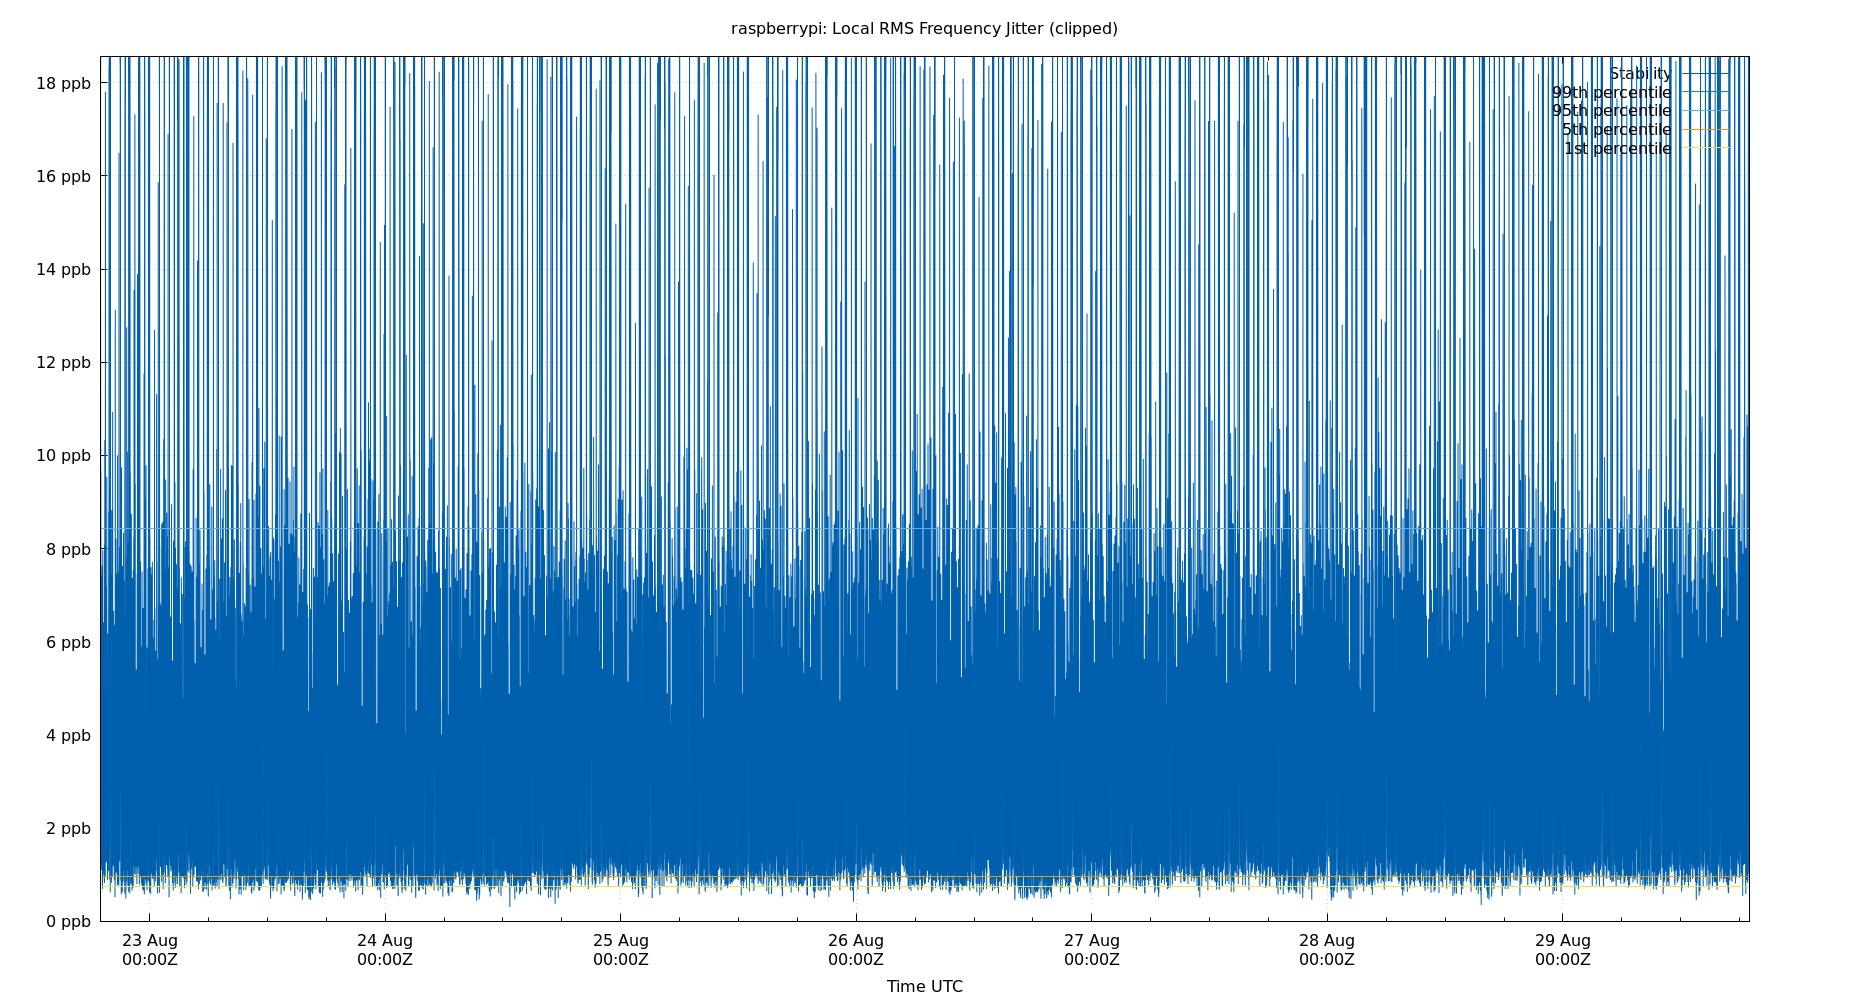 raspberrypi: Local RMS Frequency Jitter (clipped)
18 ppb
16 ppb
14 ppb
12 ppb
10 ppb
8 ppb
6 ppb
4 ppb
2 ppb
0 ppb
Stability
99th percentile
95th percentile
5th percentile
1st percentile
23 Aug 24 Aug 25 Aug 26 Aug 27 Aug 28 Aug 29 Aug
00:00Z 00:00Z 00:00Z 00:00Z 00:00Z 00:00Z 00:00Z
Time UTC